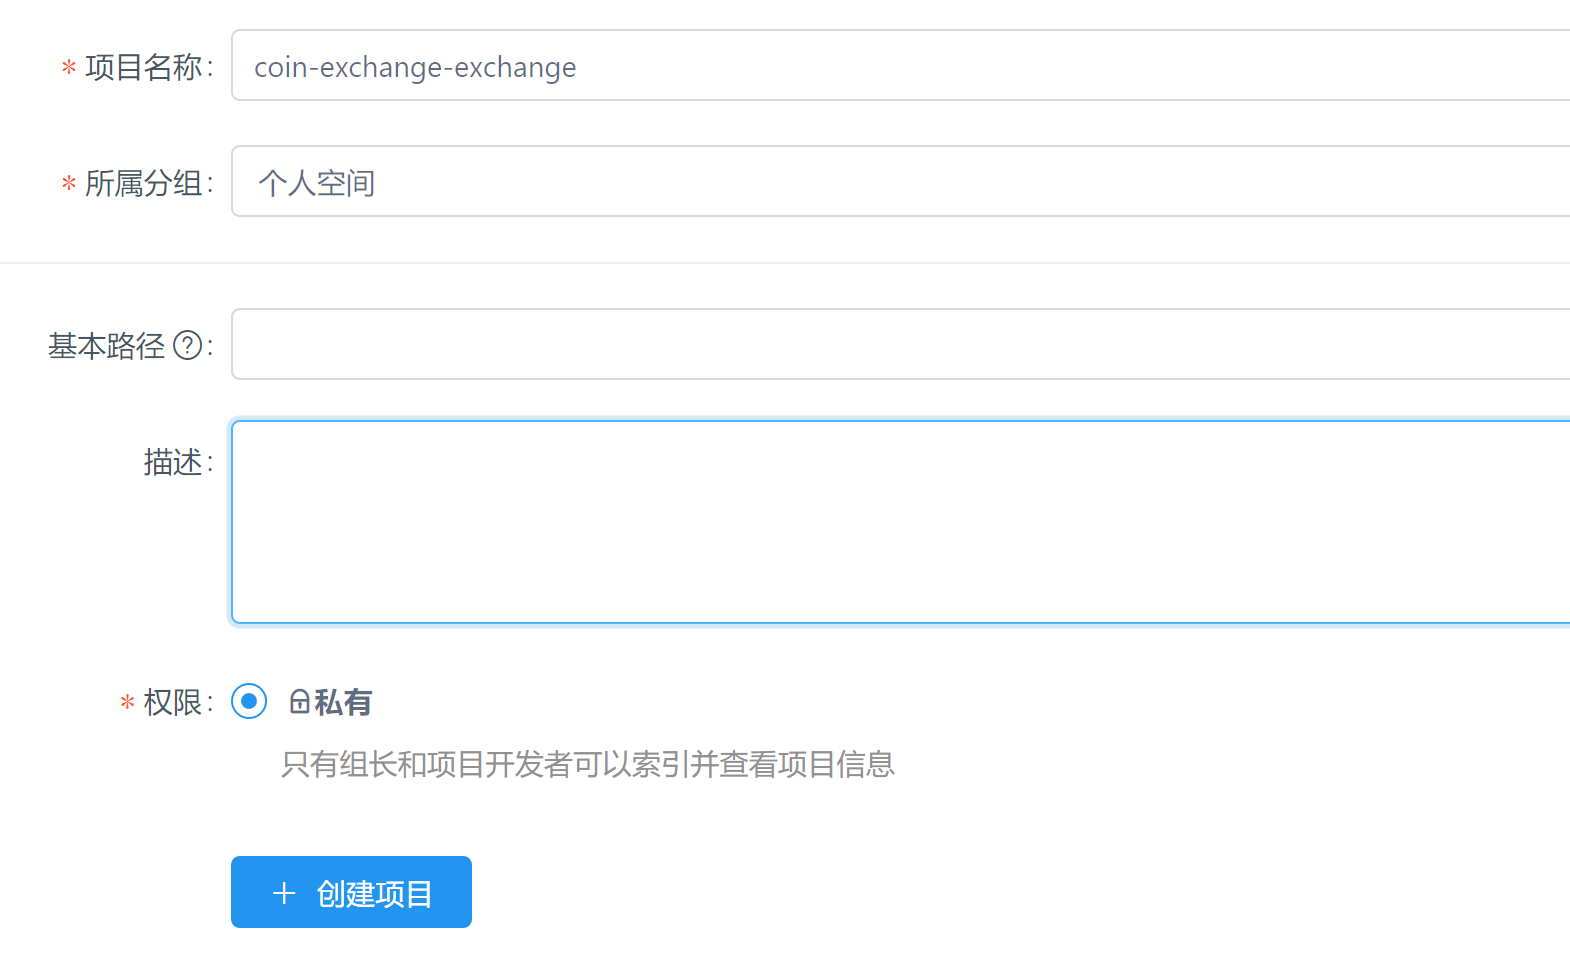 * 项目名称 : coin-exchange-exchange
* 所属分组 : 个人空间
基本路径 ? :
描述 :
* 权限 : 私有
只有组长和项目开发者可以索引并查看项目信息
+ 创建项目